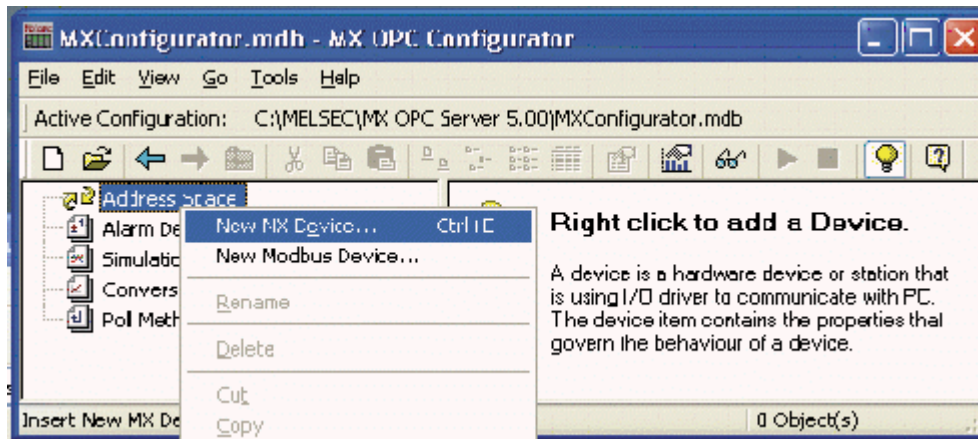 MXConfigurator.mdb - MX OPC Configurator
File Edit View Go Tools Help
Active Configuration: C:\MELSEC\MX OPC Server 5.00\MXConfigurator.mdb
Address Space
Alarm De
Simulatic
Convers
Poll Meth
New MX Device... Ctrl+E
New Modbus Device...
Rename
Delete
Cut
Copy
Right click to add a Device.
A device is a hardware device or station that
is using I/O driver to communicate with PC.
The device item contains the properties that
govern the behaviour of a device.
Insert New MX De
0 Object(s)